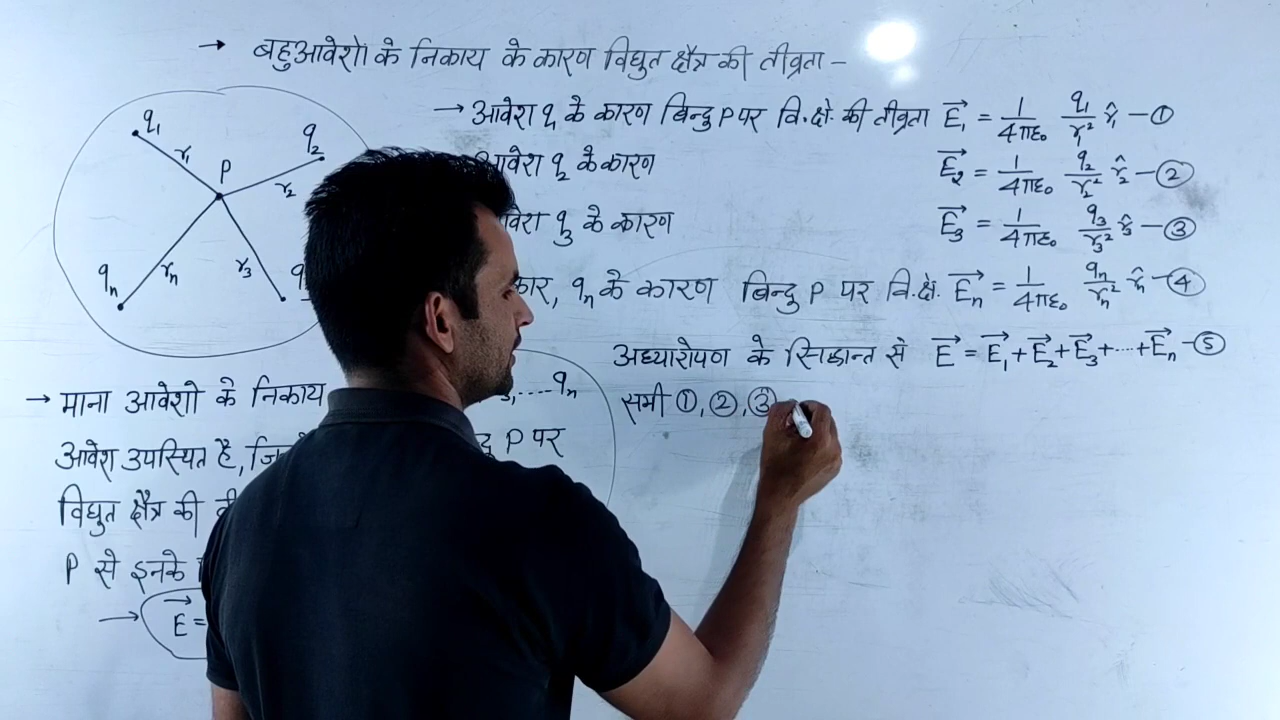 → बहुआवेशो के निकाय के कारण विद्युत क्षैत्र की तीव्रता –
q₁
q₂
r₁
P
r₂
qₙ
rₙ
r₃
→ आवेश q₁ के कारण बिन्दु P पर वि.क्षे. की तीव्रता E₁⃗ = 1/4πε₀ q₁/r₁² r̂₁ – ①
आवेश q₂ के कारण E₂⃗ = 1/4πε₀ q₂/r₂² r̂₂ – ②
q₃ के कारण E₃⃗ = 1/4πε₀ q₃/r₃² r̂₃ – ③
qₙ के कारण बिन्दु P पर वि.क्षे. Eₙ⃗ = 1/4πε₀ qₙ/rₙ² r̂ₙ – ④
अध्यारोपण के सिद्धान्त से E⃗ = E₁⃗ + E₂⃗ + E₃⃗ + ---- + Eₙ⃗ – ⑤
समी ①, ②, ③
→ माना आवेशो के निकाय ----qₙ
आवेश उपस्थित है, P पर
विद्युत क्षैत्र की
P से इनके
→ E⃗ =